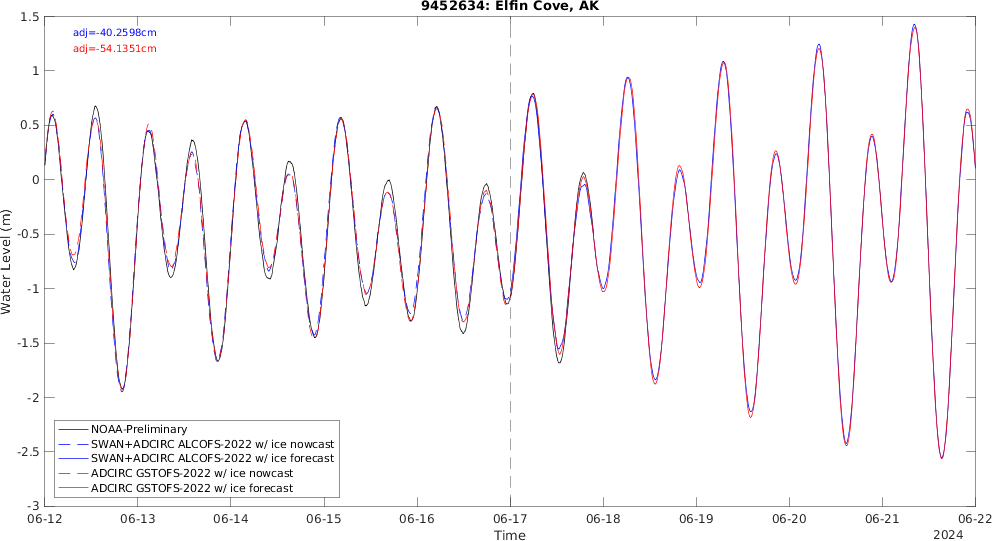 9452634: Elfin Cove, AK
adj=-40.2598cm
adj=-54.1351cm
1.5
1
0.5
0
-0.5
-1
-1.5
-2
-2.5
-3
Water Level (m)
NOAA-Preliminary
SWAN+ADCIRC ALCOFS-2022 w/ ice nowcast
SWAN+ADCIRC ALCOFS-2022 w/ ice forecast
ADCIRC GSTOFS-2022 w/ ice nowcast
ADCIRC GSTOFS-2022 w/ ice forecast
06-12 06-13 06-14 06-15 06-16 06-17 06-18 06-19 06-20 06-21 06-22
Time
2024